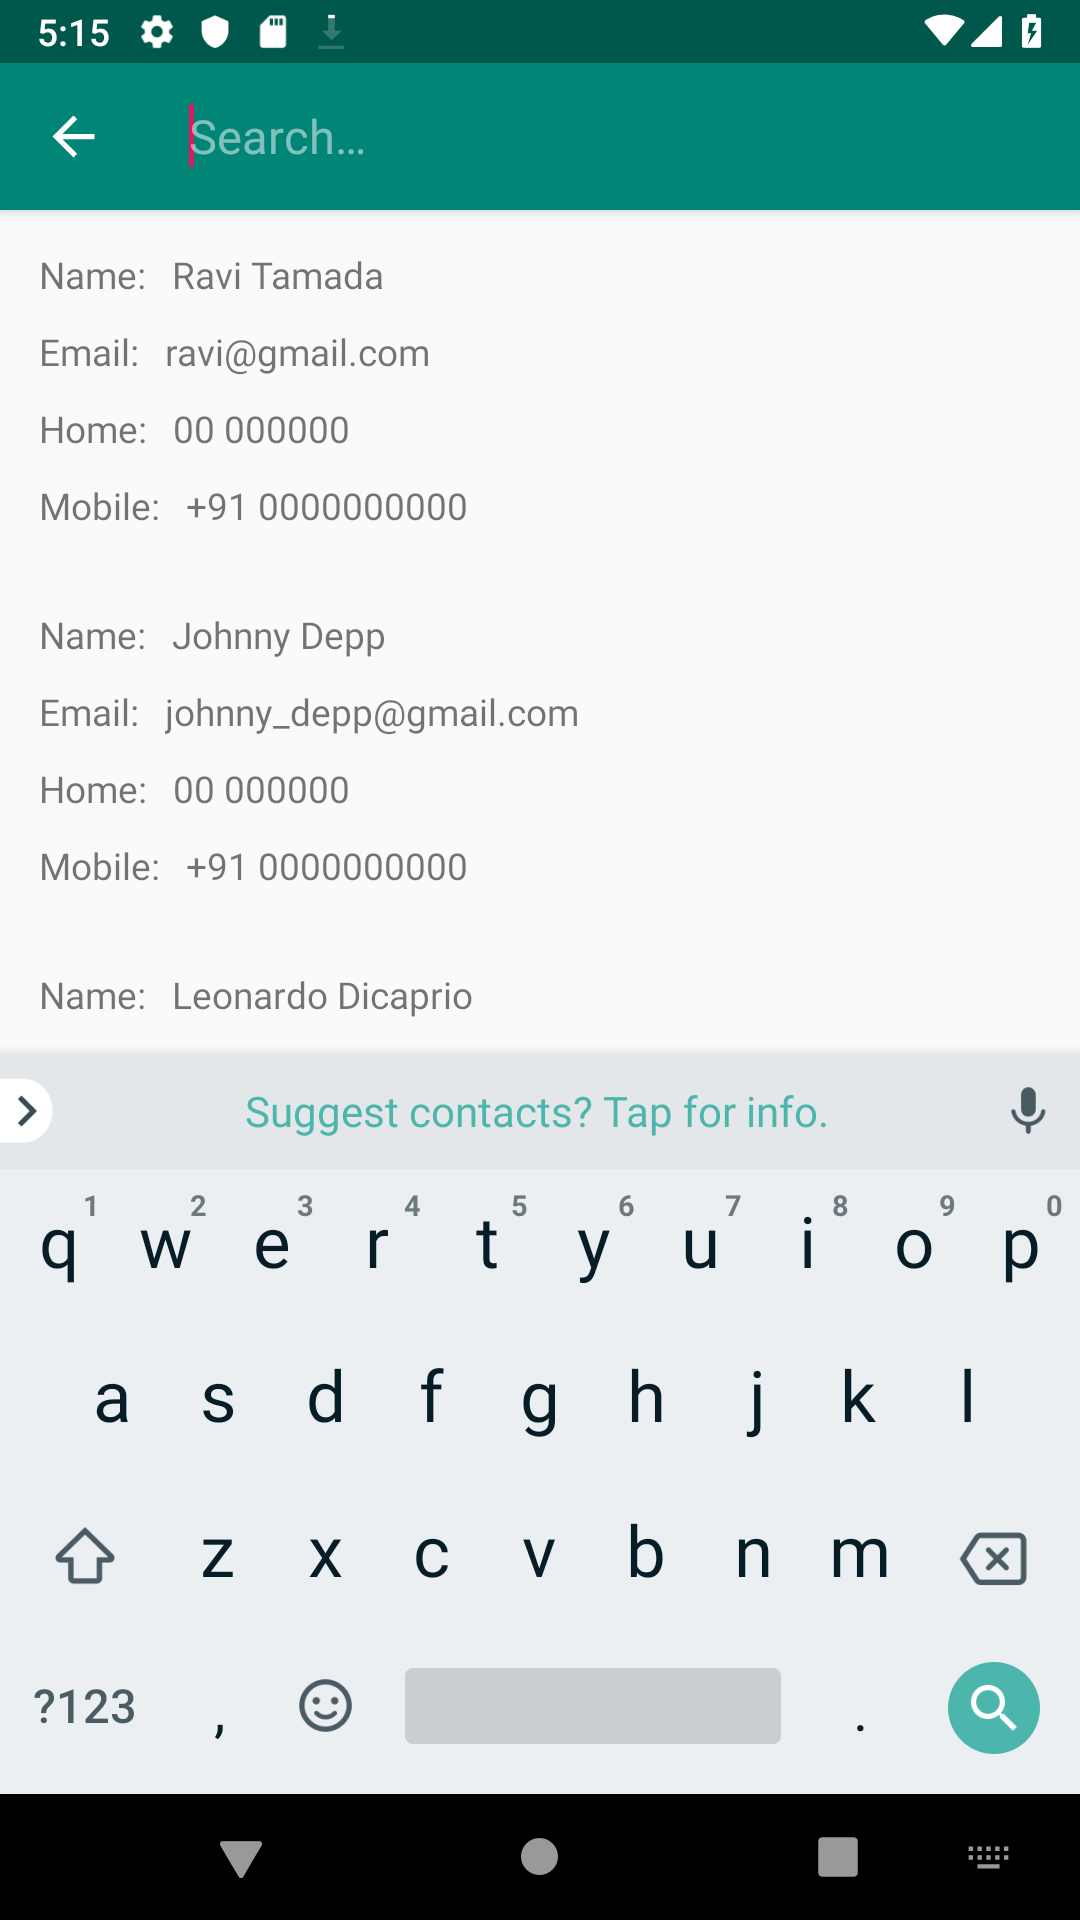 5:15
Search...
Name: Ravi Tamada
Email: ravi@gmail.com
Home: 00 000000
Mobile: +91 0000000000
Name: Johnny Depp
Email: johnny_depp@gmail.com
Home: 00 000000
Mobile: +91 0000000000
Name: Leonardo Dicaprio
Suggest contacts? Tap for info.
1 2 3 4 5 6 7 8 9 0
q w e r t y u i o p
a s d f g h j k l
z x c v b n m
?123 , .